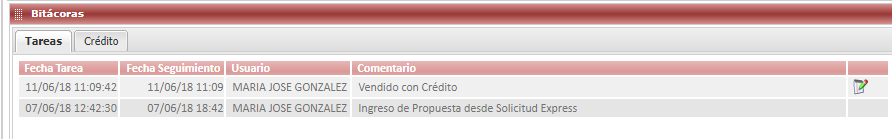 Bitácoras
Tareas Crédito
Fecha Tarea Fecha Seguimiento Usuario Comentario
11/06/18 11:09:42 11/06/18 11:09 MARIA JOSE GONZALEZ Vendido con Crédito
07/06/18 12:42:30 07/06/18 18:42 MARIA JOSE GONZALEZ Ingreso de Propuesta desde Solicitud Express